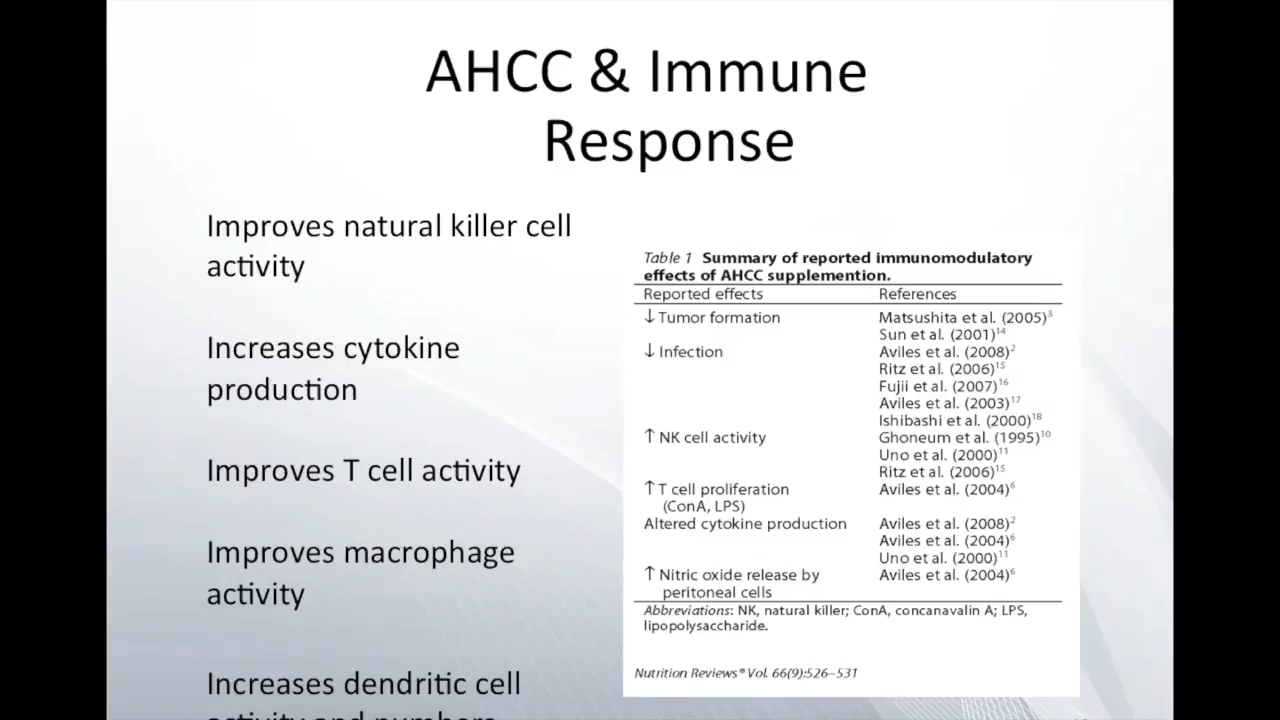 AHCC & Immune
Response
Improves natural killer cell
activity
Increases cytokine
production
Improves T cell activity
Improves macrophage
activity
Increases dendritic cell
activity and numbers
Table 1 Summary of reported immunomodulatory
effects of AHCC supplemention.
Reported effects References
↓ Tumor formation Matsushita et al. (2005)³
Sun et al. (2001)¹⁴
↓ Infection Aviles et al. (2008)²
Ritz et al. (2006)¹⁵
Fujii et al. (2007)¹⁶
Aviles et al. (2003)¹⁷
Ishibashi et al. (2000)¹⁸
↑ NK cell activity Ghoneum et al. (1995)¹⁰
Uno et al. (2000)¹¹
Ritz et al. (2006)¹⁵
↑ T cell proliferation Aviles et al. (2004)⁶
(ConA, LPS)
Altered cytokine production Aviles et al. (2008)²
Aviles et al. (2004)⁶
Uno et al. (2000)¹¹
↑ Nitric oxide release by Aviles et al. (2004)⁶
peritoneal cells
Abbreviations: NK, natural killer; ConA, concanavalin A; LPS,
lipopolysaccharide.
Nutrition Reviews® Vol. 66(9):526–531